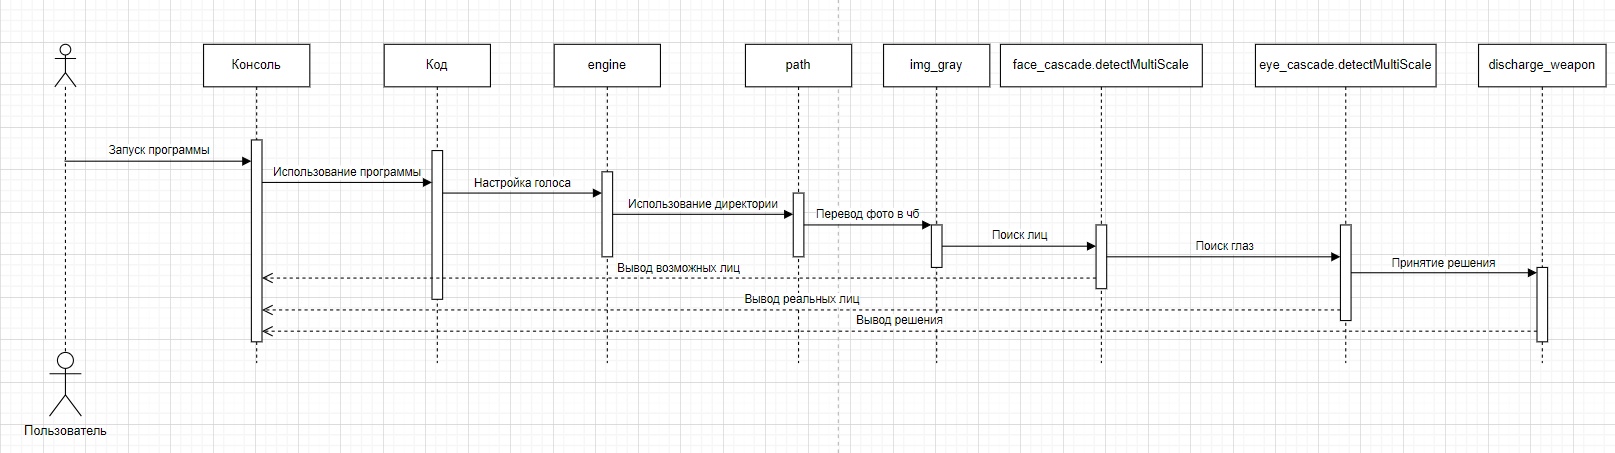 Консоль
Код
engine
path
img_gray
face_cascade.detectMultiScale
eye_cascade.detectMultiScale
discharge_weapon
Запуск программы
Использование программы
Настройка голоса
Использование директории
Перевод фото в чб
Поиск лиц
Поиск глаз
Принятие решения
Вывод возможных лиц
Вывод реальных лиц
Вывод решения
Пользователь